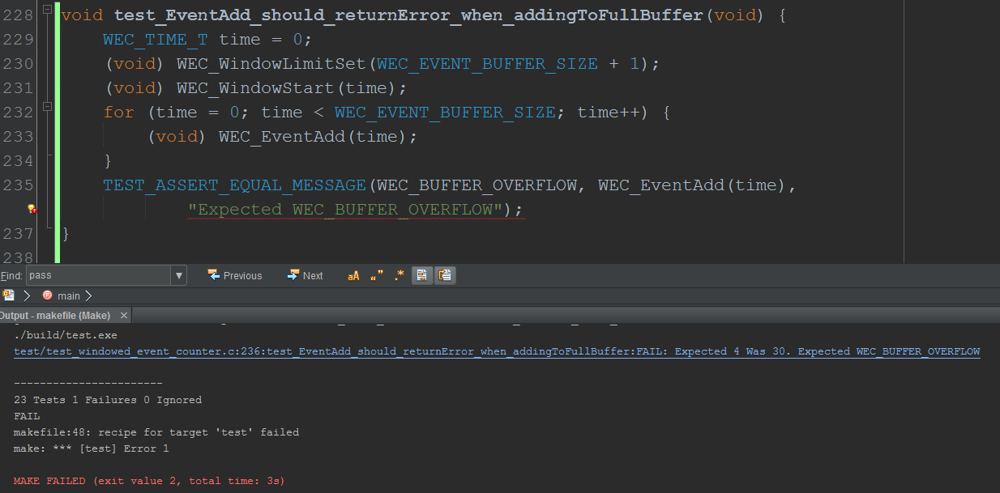 228 void test_EventAdd_should_returnError_when_addingToFullBuffer(void) {
229 WEC_TIME_T time = 0;
230 (void) WEC_WindowLimitSet(WEC_EVENT_BUFFER_SIZE + 1);
231 (void) WEC_WindowStart(time);
232 for (time = 0; time < WEC_EVENT_BUFFER_SIZE; time++) {
233 (void) WEC_EventAdd(time);
234 }
235 TEST_ASSERT_EQUAL_MESSAGE(WEC_BUFFER_OVERFLOW, WEC_EventAdd(time),
"Expected WEC_BUFFER_OVERFLOW");
237 }
238
Find: pass Previous Next aA “ ” .*
main
Output - makefile (Make) ×
./build/test.exe
test/test_windowed_event_counter.c:236:test_EventAdd_should_returnError_when_addingToFullBuffer:FAIL: Expected 4 Was 30. Expected WEC_BUFFER_OVERFLOW
-----------------------
23 Tests 1 Failures 0 Ignored
FAIL
makefile:48: recipe for target 'test' failed
make: *** [test] Error 1
MAKE FAILED (exit value 2, total time: 3s)